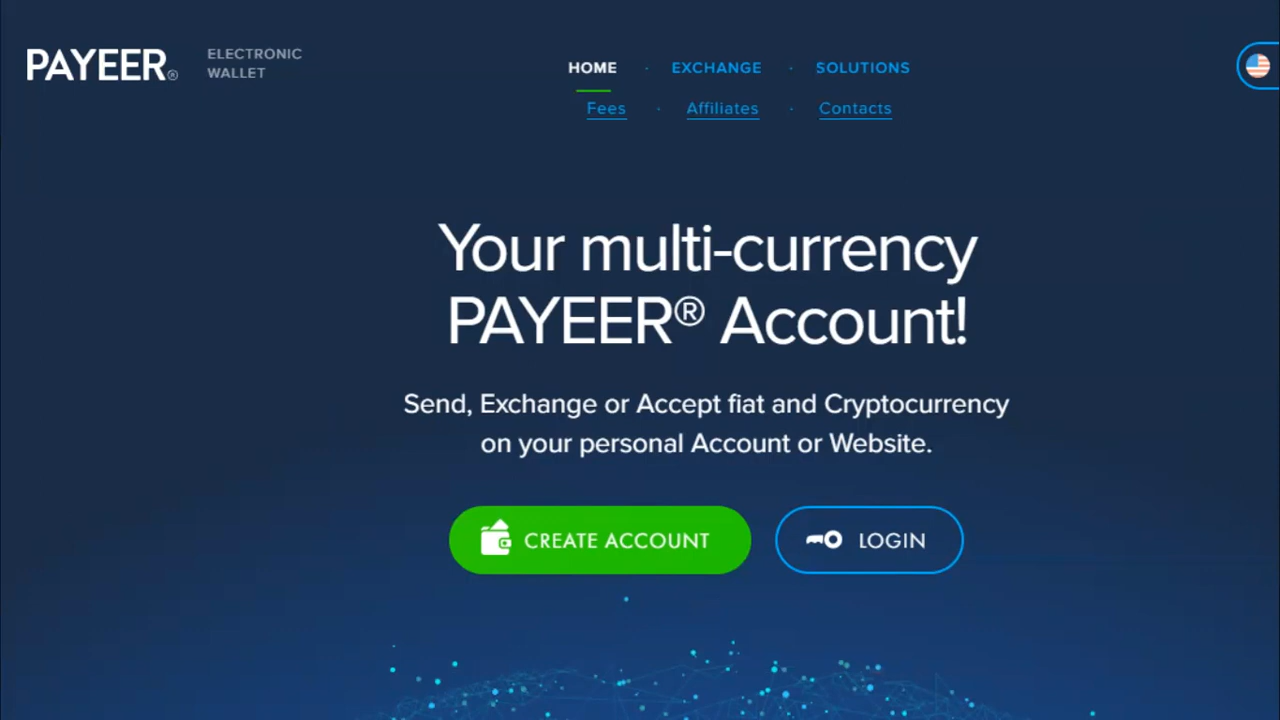 PAYEER®
ELECTRONIC
WALLET
HOME · EXCHANGE · SOLUTIONS
Fees · Affiliates · Contacts
Your multi-currency
PAYEER® Account!
Send, Exchange or Accept fiat and Cryptocurrency
on your personal Account or Website.
CREATE ACCOUNT
LOGIN